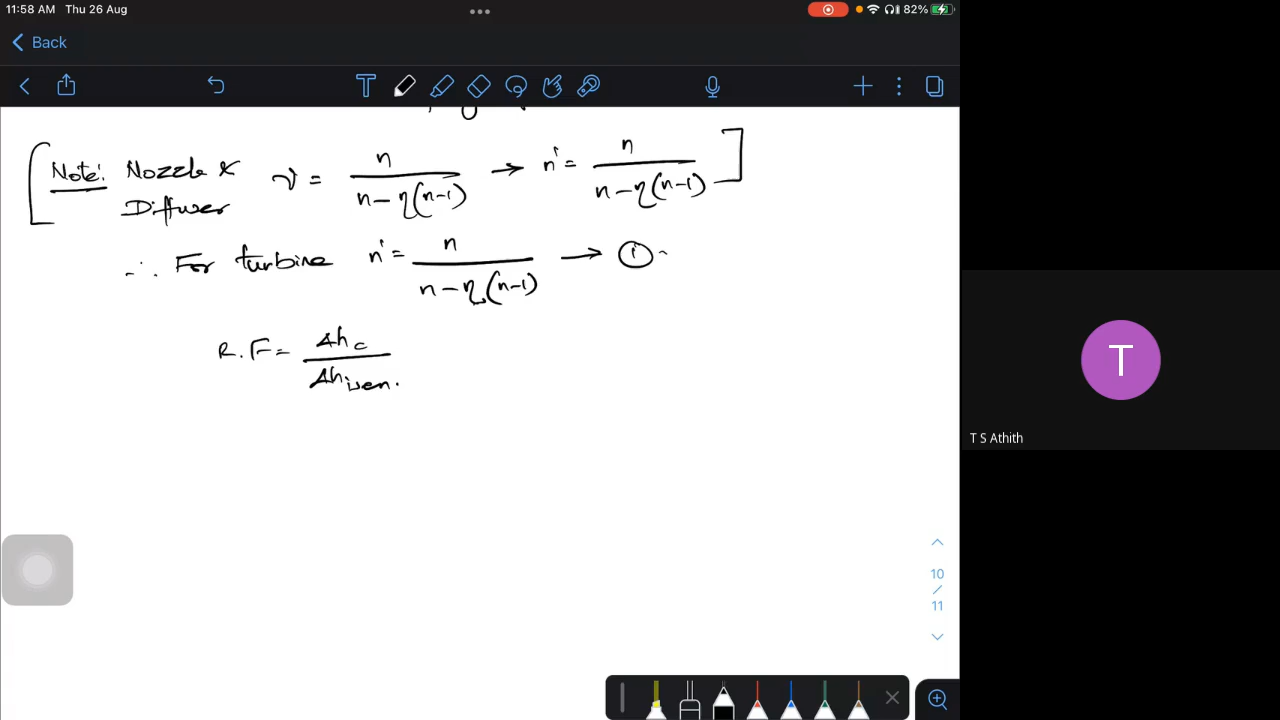 11:58 AM Thu 26 Aug
82%
Back
T
[Note: Nozzle & Diffuser γ = n / n - η(n-1) → n' = n / n - η(n-1)]
∴ For turbine n' = n / n - η(n-1) → ①
R.F = Δhc / Δhisen.
10
/
11
T
T S Athith